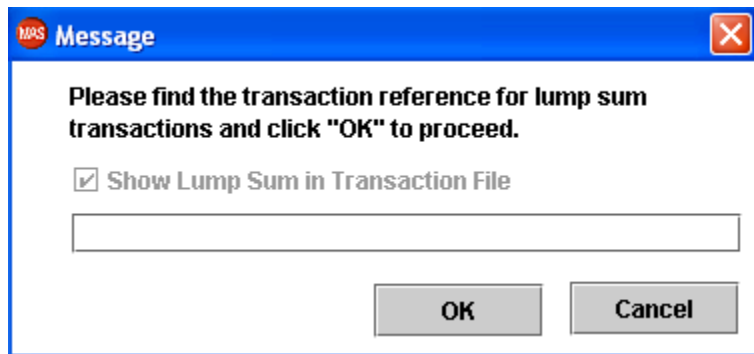 MAS Message
Please find the transaction reference for lump sum
transactions and click "OK" to proceed.
Show Lump Sum in Transaction File
OK Cancel